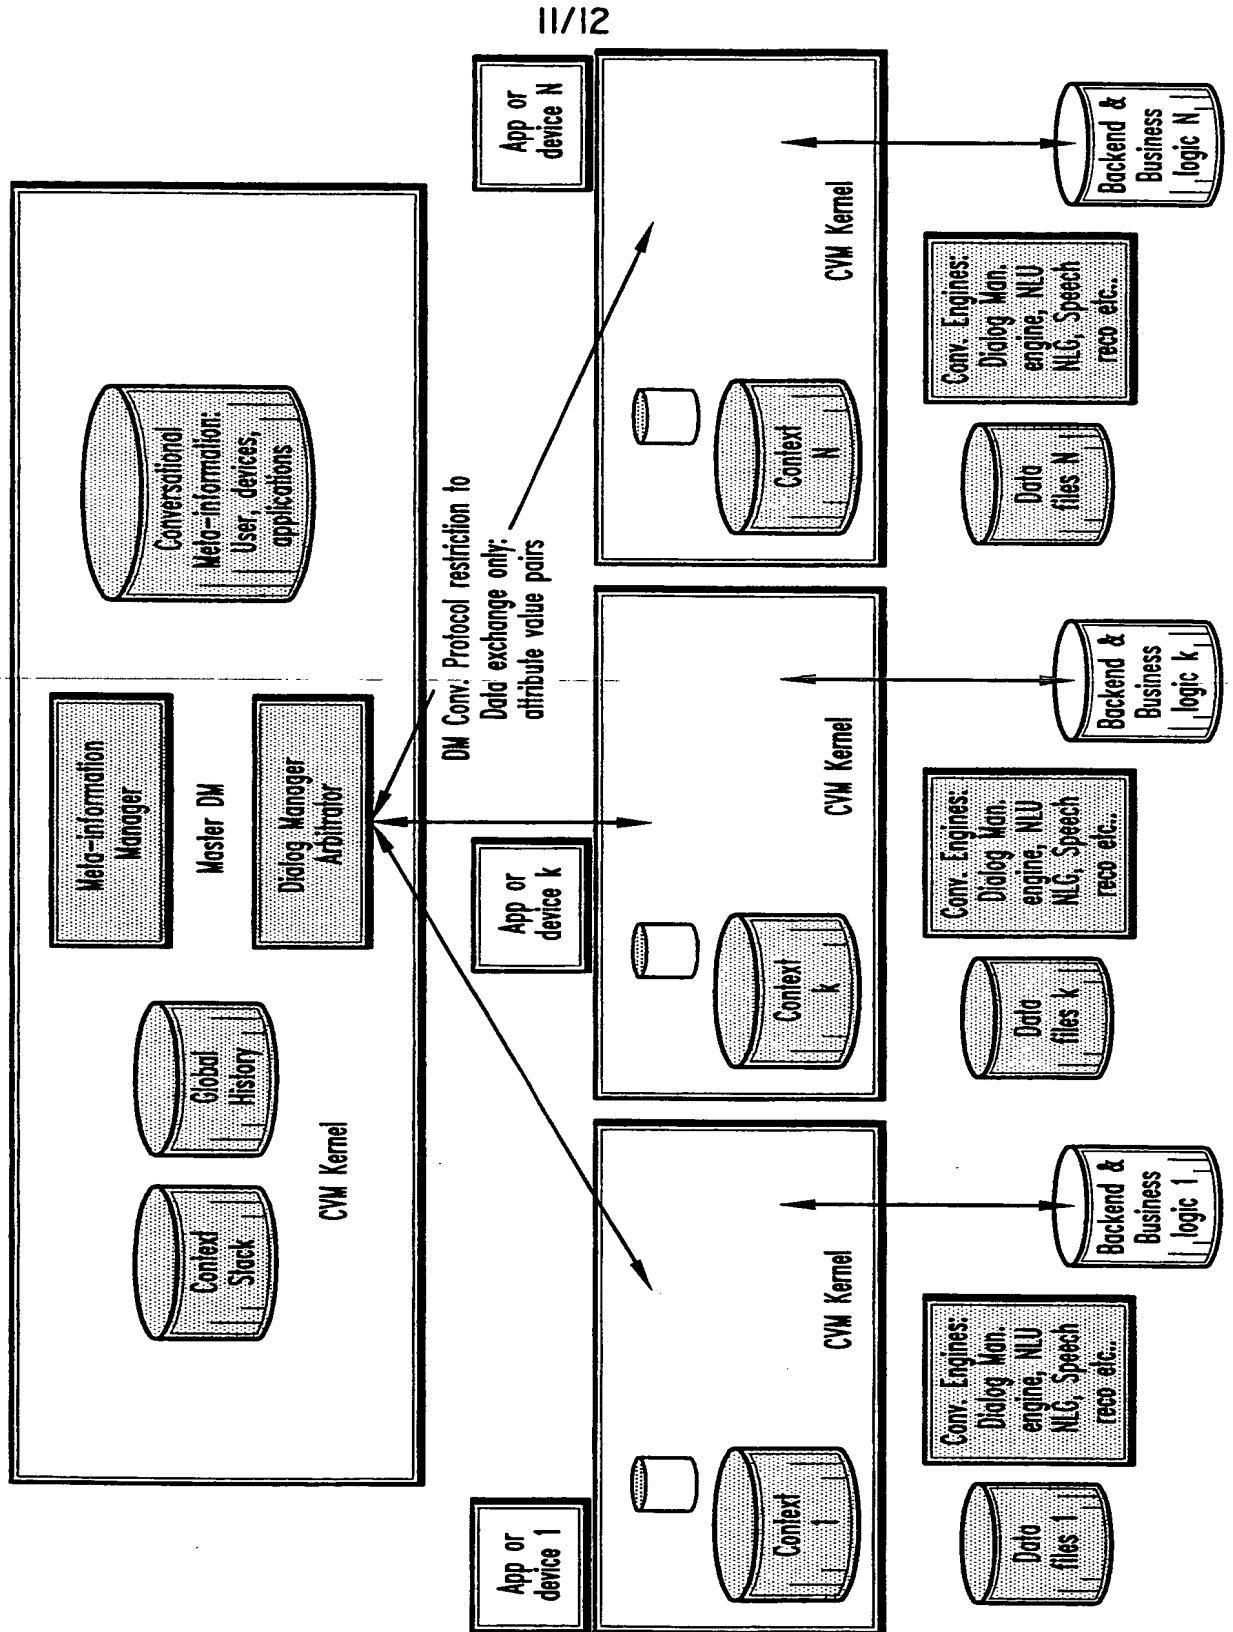 11/12
Context
Stack
Global
History
CVM Kernel
Meta-information
Manager
Master DM
Dialog Manager
Arbitrator
Conversational
Meta-information:
User, devices,
applications
DM Conv. Protocol restriction to
Data exchange only:
attribute value pairs
App or
device 1
Context
1
CVM Kernel
Data
files 1
Conv. Engines:
Dialog Man.
engine, NLU
NLG, Speech
reco etc..
Backend &
Business
logic 1
App or
device k
Context
k
CVM Kernel
Data
files k
Conv. Engines:
Dialog Man.
engine, NLU
NLG, Speech
reco etc..
Backend &
Business
logic k
App or
device N
Context
N
CVM Kernel
Data
files N
Conv. Engines:
Dialog Man.
engine, NLU
NLG, Speech
reco etc..
Backend &
Business
logic N